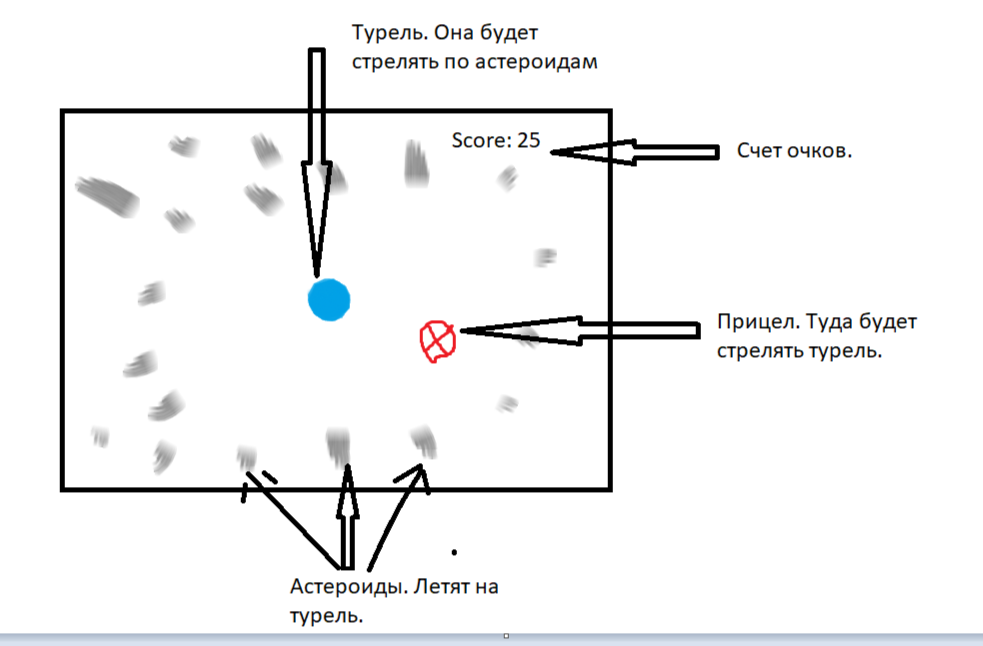 Турель. Она будет
стрелять по астероидам
Score: 25
Счет очков.
Прицел. Туда будет
стрелять турель.
Астероиды. Летят на
турель.